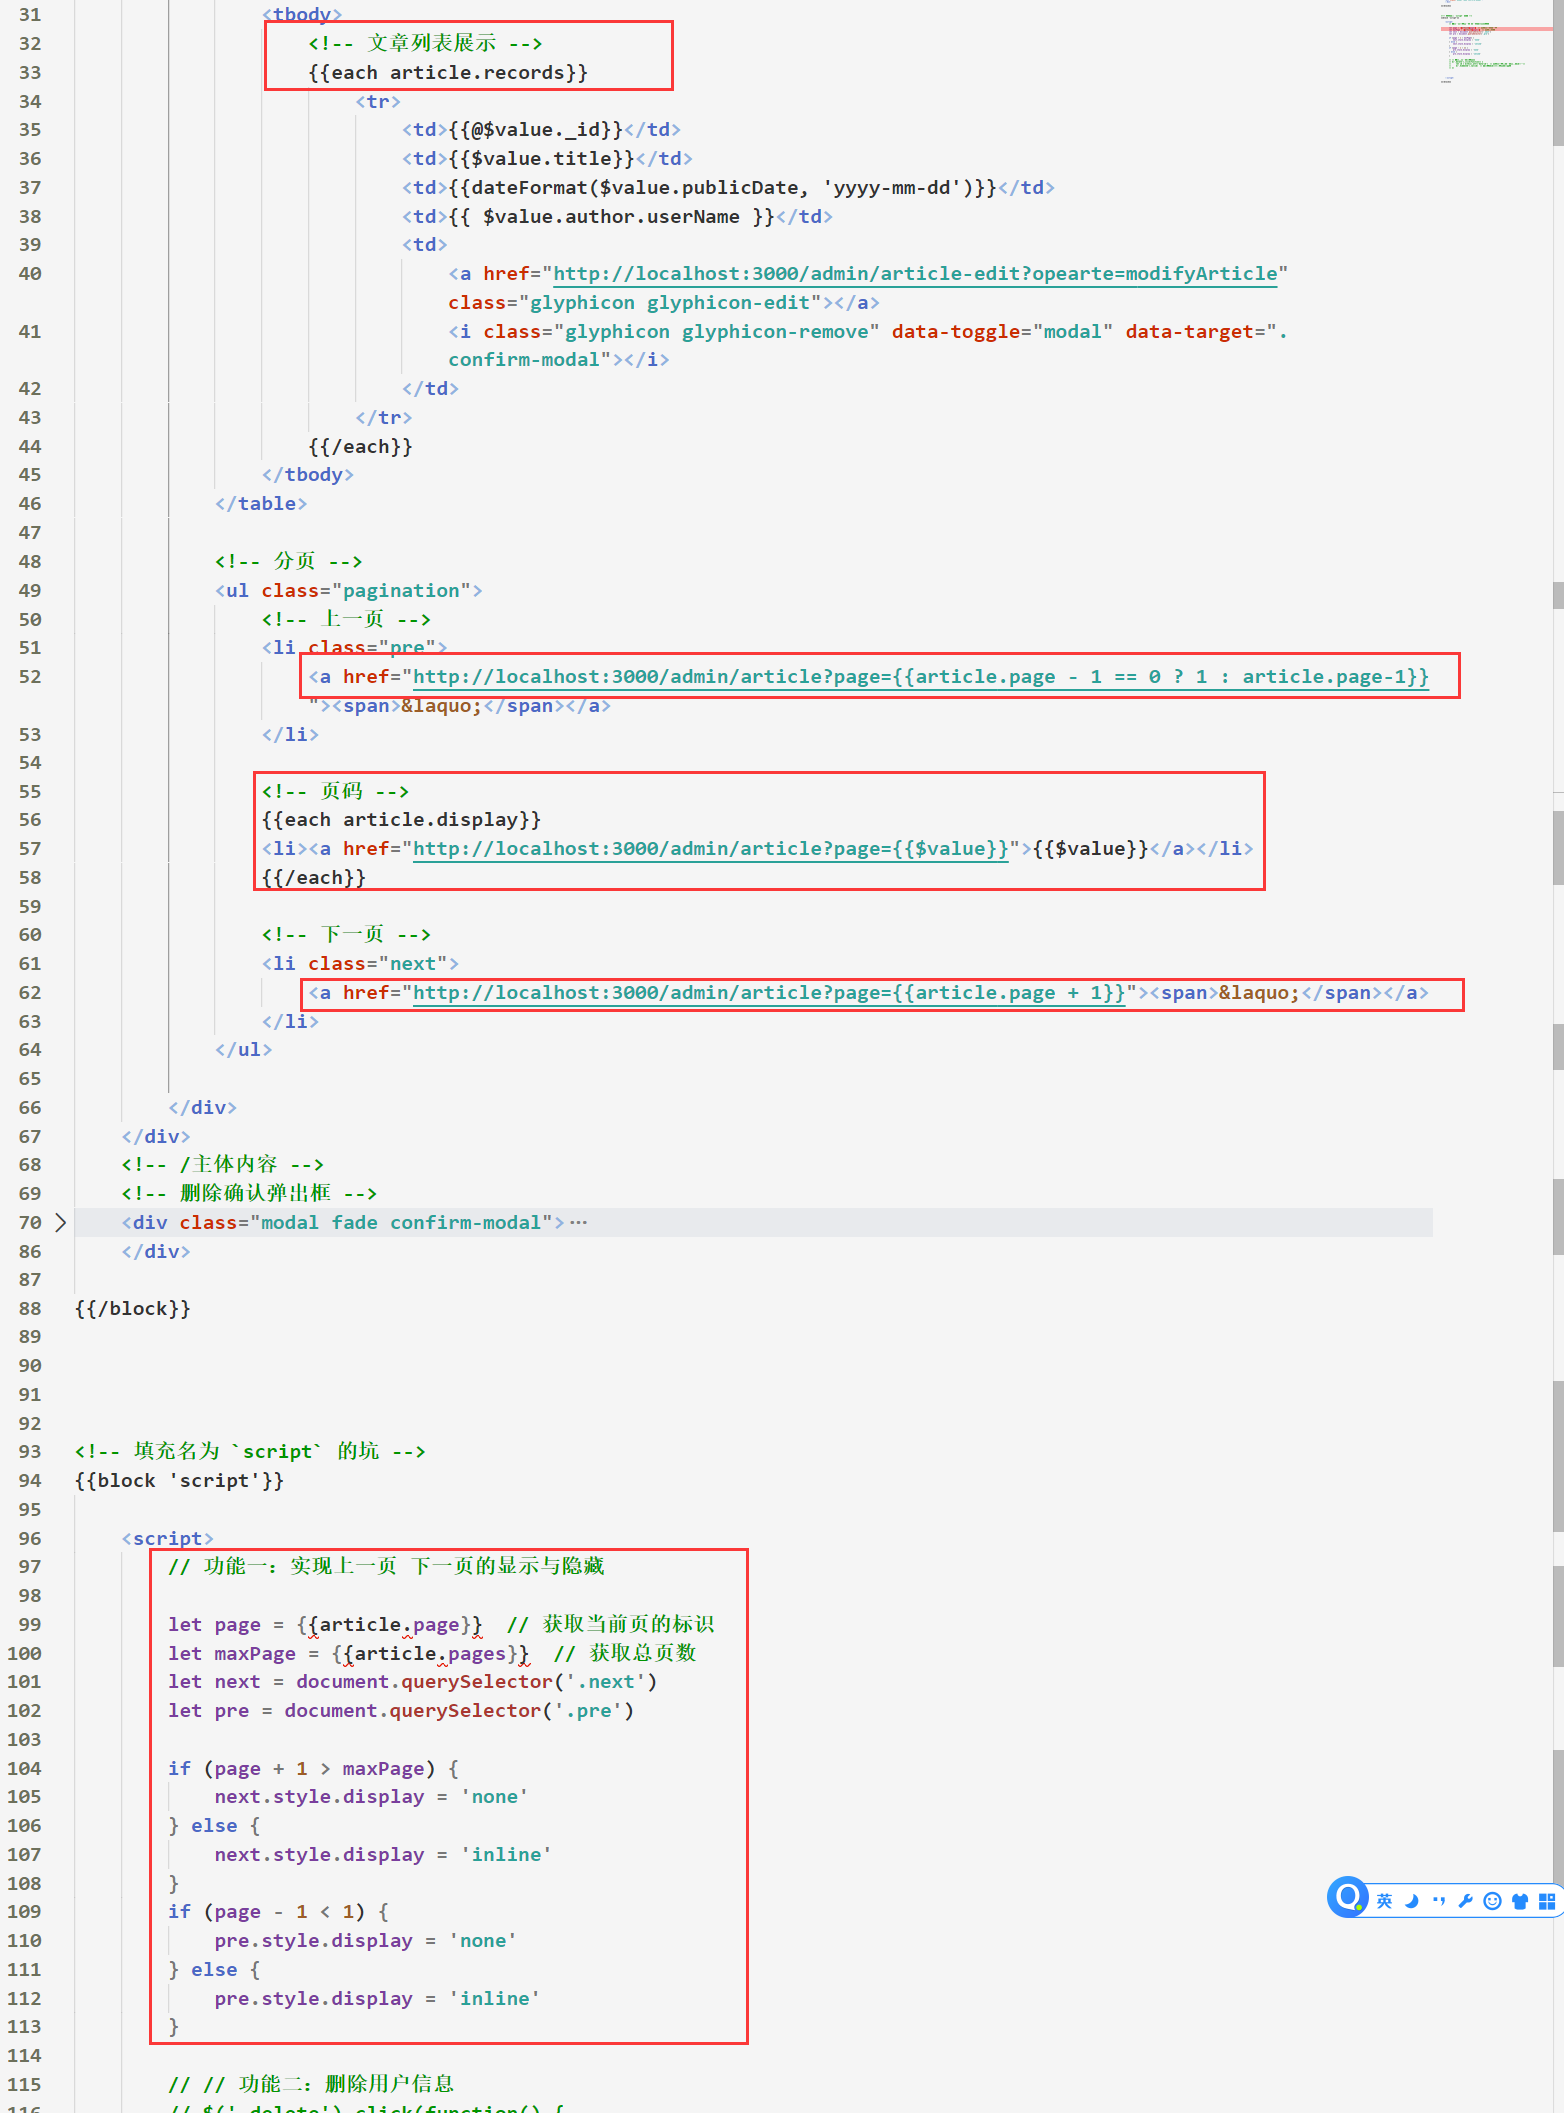 31 <tbody>
32 <!-- 文章列表展示 -->
33 {{each article.records}}
34 <tr>
35 <td>{{@$value._id}}</td>
36 <td>{{$value.title}}</td>
37 <td>{{dateFormat($value.publicDate, 'yyyy-mm-dd')}}</td>
38 <td>{{ $value.author.userName }}</td>
39 <td>
40 <a href="http://localhost:3000/admin/article-edit?opearte=modifyArticle"
class="glyphicon glyphicon-edit"></a>
41 <i class="glyphicon glyphicon-remove" data-toggle="modal" data-target=".
confirm-modal"></i>
42 </td>
43 </tr>
44 {{/each}}
45 </tbody>
46 </table>
47
48 <!-- 分页 -->
49 <ul class="pagination">
50 <!-- 上一页 -->
51 <li class="pre">
52 <a href="http://localhost:3000/admin/article?page={{article.page - 1 == 0 ? 1 : article.page-1}}
"><span>&laquo;</span></a>
53 </li>
54
55 <!-- 页码 -->
56 {{each article.display}}
57 <li><a href="http://localhost:3000/admin/article?page={{$value}}">{{$value}}</a></li>
58 {{/each}}
59
60 <!-- 下一页 -->
61 <li class="next">
62 <a href="http://localhost:3000/admin/article?page={{article.page + 1}}"><span>&laquo;</span></a>
63 </li>
64 </ul>
65
66 </div>
67 </div>
68 <!-- /主体内容 -->
69 <!-- 删除确认弹出框 -->
70 <div class="modal fade confirm-modal">…
86 </div>
87
88 {{/block}}
89
90
91
92
93 <!-- 填充名为 `script` 的坑 -->
94 {{block 'script'}}
95
96 <script>
97 // 功能一：实现上一页 下一页的显示与隐藏
98
99 let page = {{article.page}} // 获取当前页的标识
100 let maxPage = {{article.pages}} // 获取总页数
101 let next = document.querySelector('.next')
102 let pre = document.querySelector('.pre')
103
104 if (page + 1 > maxPage) {
105 next.style.display = 'none'
106 } else {
107 next.style.display = 'inline'
108 }
109 if (page - 1 < 1) {
110 pre.style.display = 'none'
111 } else {
112 pre.style.display = 'inline'
113 }
114
115 // // 功能二：删除用户信息
116 // $('.delete').click(function() {
英